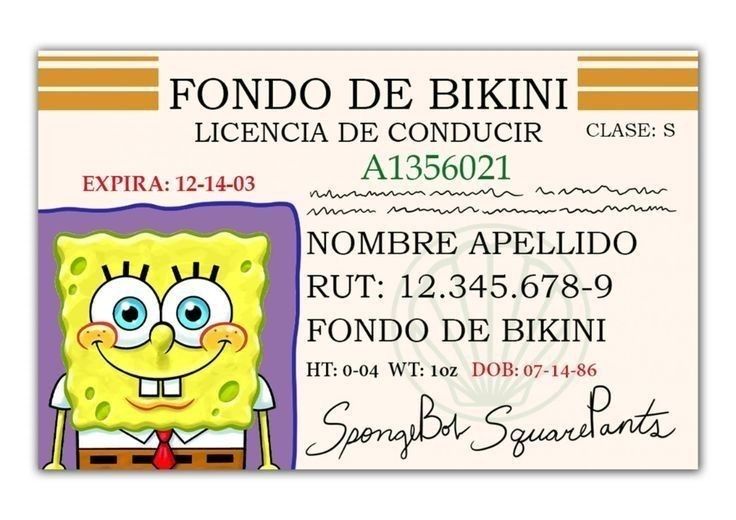 FONDO DE BIKINI
LICENCIA DE CONDUCIR
CLASE: S
A1356021
EXPIRA: 12-14-03
NOMBRE APELLIDO
RUT: 12.345.678-9
FONDO DE BIKINI
HT: 0-04 WT: 1oz DOB: 07-14-86
SpongeBob SquarePants